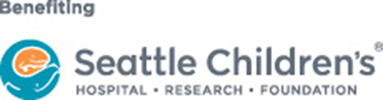 Benefiting
Seattle Children's®
HOSPITAL • RESEARCH • FOUNDATION